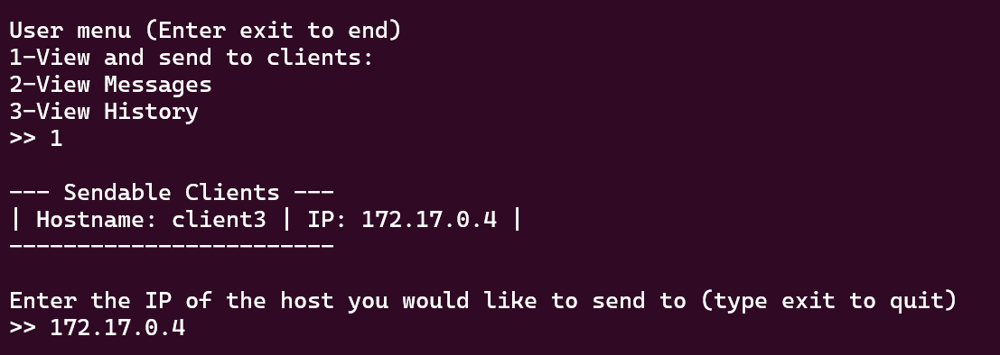 User menu (Enter exit to end)
1-View and send to clients:
2-View Messages
3-View History
>> 1
--- Sendable Clients ---
| Hostname: client3 | IP: 172.17.0.4 |
------------------------
Enter the IP of the host you would like to send to (type exit to quit)
>> 172.17.0.4